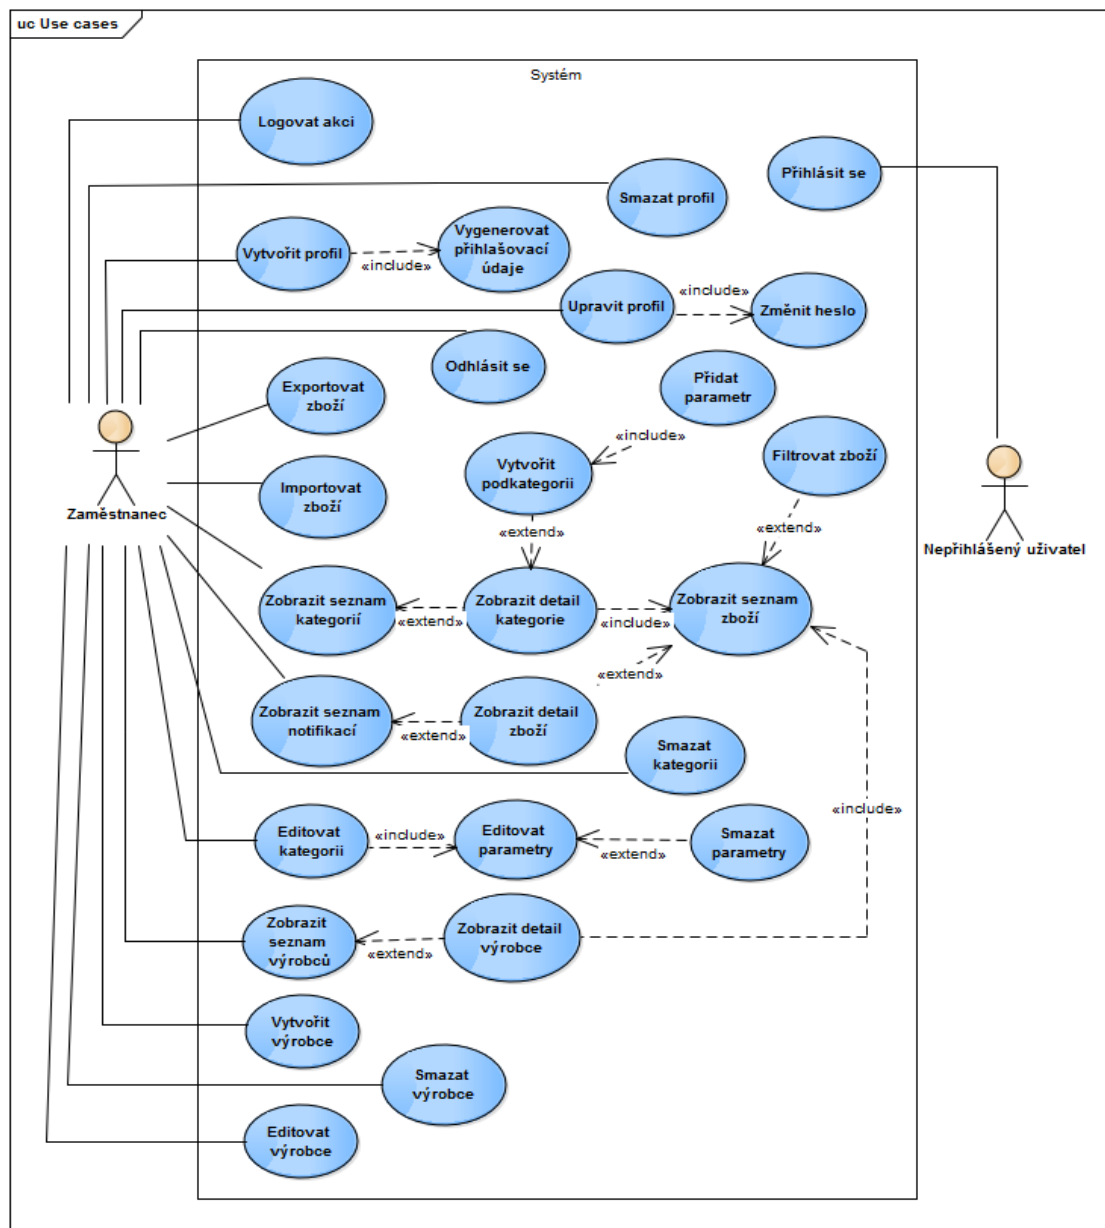 uc Use cases
Systém
Logovat akci
Přihlásit se
Smazat profil
Vytvořit profil
«include»
Vygenerovat
přihlašovací
údaje
Upravit profil
«include»
Změnit heslo
Odhlásit se
Exportovat
zboží
Přidat
parametr
«include»
Vytvořit
podkategorii
Filtrovat zboží
Importovat
zboží
Zaměstnanec
Nepřihlášený uživatel
«extend»
«extend»
Zobrazit seznam
kategorií
«extend»
Zobrazit detail
kategorie
«include»
Zobrazit seznam
zboží
«extend»
Zobrazit seznam
notifikací
«extend»
Zobrazit detail
zboží
Smazat
kategorii
«include»
Editovat
kategorii
«include»
Editovat
parametry
«extend»
Smazat
parametry
Zobrazit
seznam
výrobců
«extend»
Zobrazit detail
výrobce
Vytvořit
výrobce
Smazat
výrobce
Editovat
výrobce